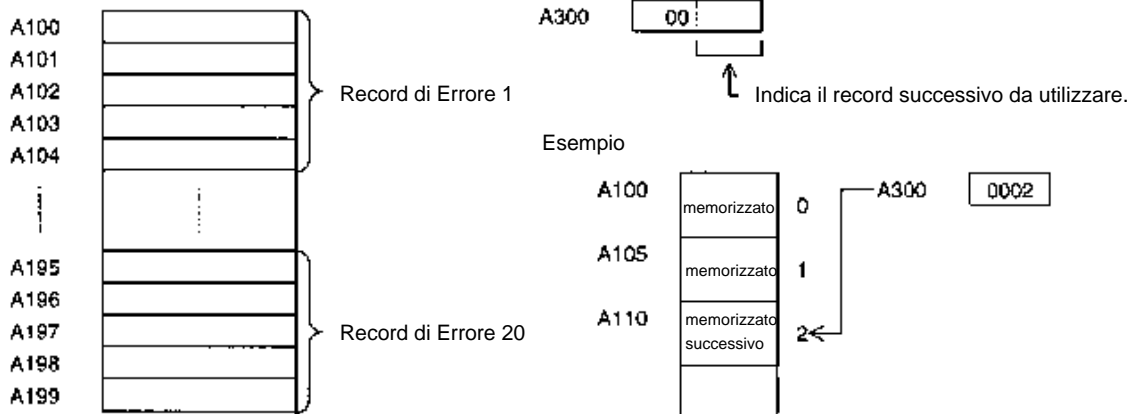 A100
A101
A102
A103
A104
Record di Errore 1
A195
A196
A197
A198
A199
Record di Errore 20
A300 00
Indica il record successivo da utilizzare.
Esempio
A100 memorizzato 0
A300 0002
A105 memorizzato 1
A110 memorizzato
successivo 2